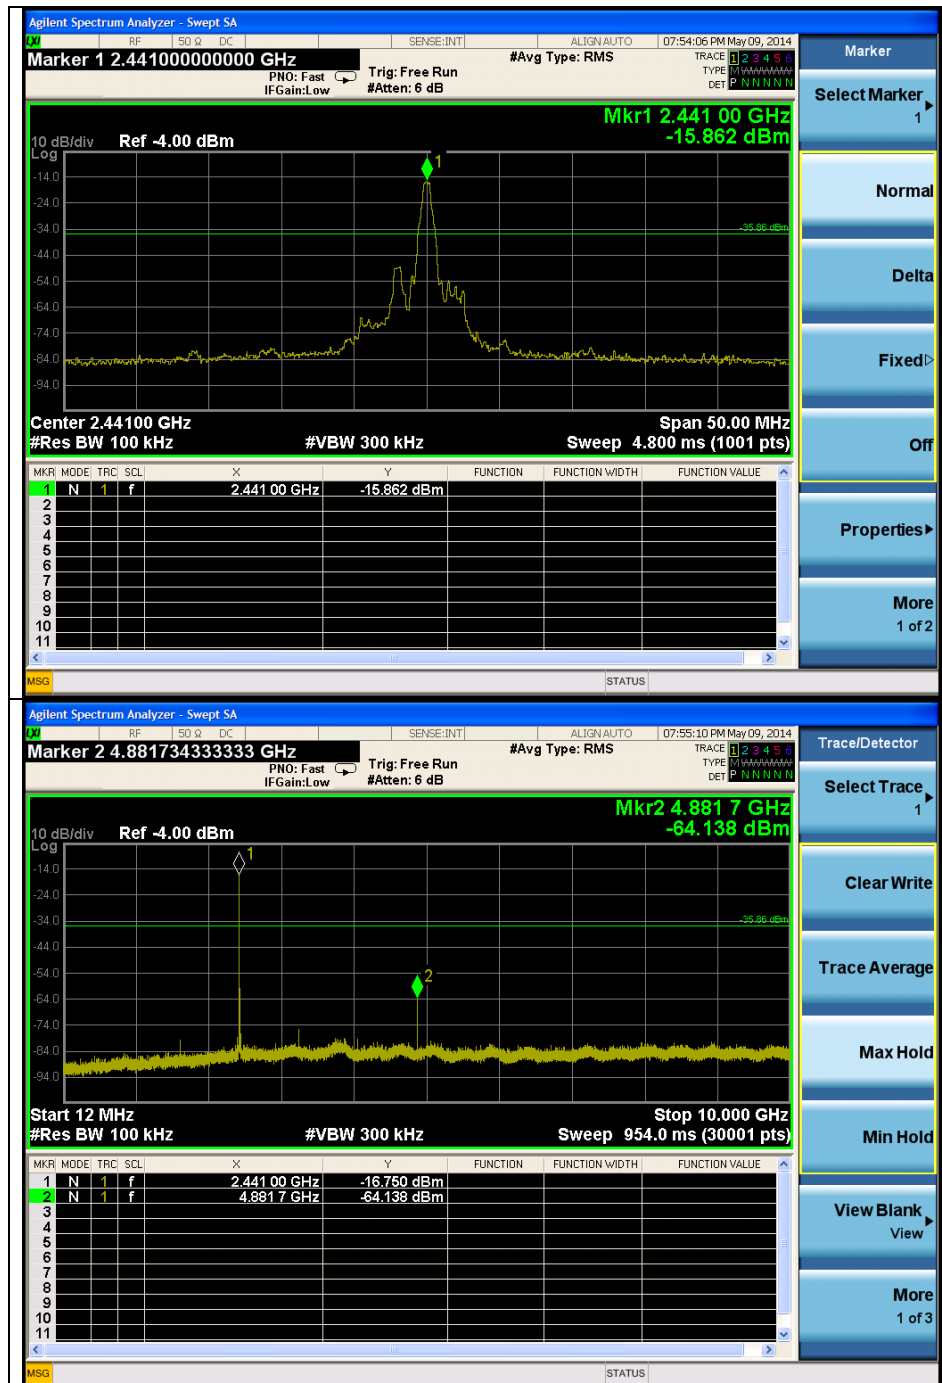 Agilent Spectrum Analyzer - Swept SA
LXI RF 50 Ω DC SENSE:INT ALIGN AUTO 07:54:06 PM May 09, 2014
Marker 1 2.441000000000 GHz
PNO: Fast
IFGain:Low
Trig: Free Run
#Atten: 6 dB
#Avg Type: RMS
TRACE 1 2 3 4 5 6
TYPE M WWWWW
DET P N N N N N
Mkr1 2.441 00 GHz
-15.862 dBm
10 dB/div Ref -4.00 dBm
Log
1
-14.0
-24.0
-34.0
-35.86 dBm
-44.0
-54.0
-64.0
-74.0
-84.0
-94.0
Center 2.44100 GHz Span 50.00 MHz
#Res BW 100 kHz #VBW 300 kHz Sweep 4.800 ms (1001 pts)
MKR MODE TRC SCL X Y FUNCTION FUNCTION WIDTH FUNCTION VALUE
1 N 1 f 2.441 00 GHz -15.862 dBm
2
3
4
5
6
7
8
9
10
11
MSG STATUS
Marker
Select Marker
1
Normal
Delta
Fixed
Off
Properties
More
1 of 2
Agilent Spectrum Analyzer - Swept SA
LXI RF 50 Ω DC SENSE:INT ALIGN AUTO 07:55:10 PM May 09, 2014
Marker 2 4.881734333333 GHz
PNO: Fast
IFGain:Low
Trig: Free Run
#Atten: 6 dB
#Avg Type: RMS
TRACE 1 2 3 4 5 6
TYPE M WWWWW
DET P N N N N N
Mkr2 4.881 7 GHz
-64.138 dBm
10 dB/div Ref -4.00 dBm
Log
1
-14.0
-24.0
-34.0
-35.86 dBm
-44.0
-54.0
2
-64.0
-74.0
-84.0
-94.0
Start 12 MHz Stop 10.000 GHz
#Res BW 100 kHz #VBW 300 kHz Sweep 954.0 ms (30001 pts)
MKR MODE TRC SCL X Y FUNCTION FUNCTION WIDTH FUNCTION VALUE
1 N 1 f 2.441 00 GHz -16.750 dBm
2 N 1 f 4.881 7 GHz -64.138 dBm
3
4
5
6
7
8
9
10
11
MSG STATUS
Trace/Detector
Select Trace
1
Clear Write
Trace Average
Max Hold
Min Hold
View Blank
View
More
1 of 3